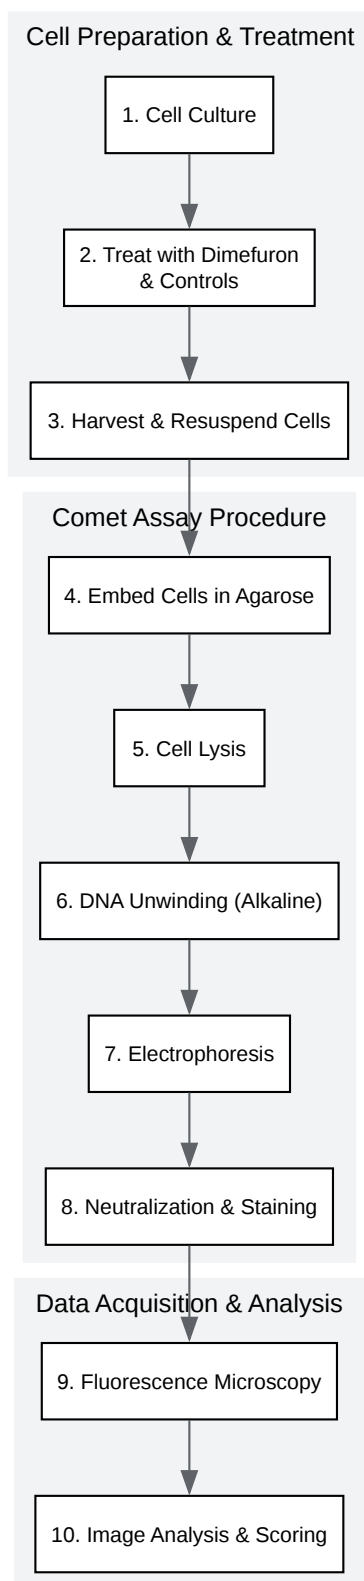 Cell Preparation & Treatment
1. Cell Culture
2. Treat with Dimefuron
& Controls
3. Harvest & Resuspend Cells
Comet Assay Procedure
4. Embed Cells in Agarose
5. Cell Lysis
6. DNA Unwinding (Alkaline)
7. Electrophoresis
8. Neutralization & Staining
Data Acquisition & Analysis
9. Fluorescence Microscopy
10. Image Analysis & Scoring